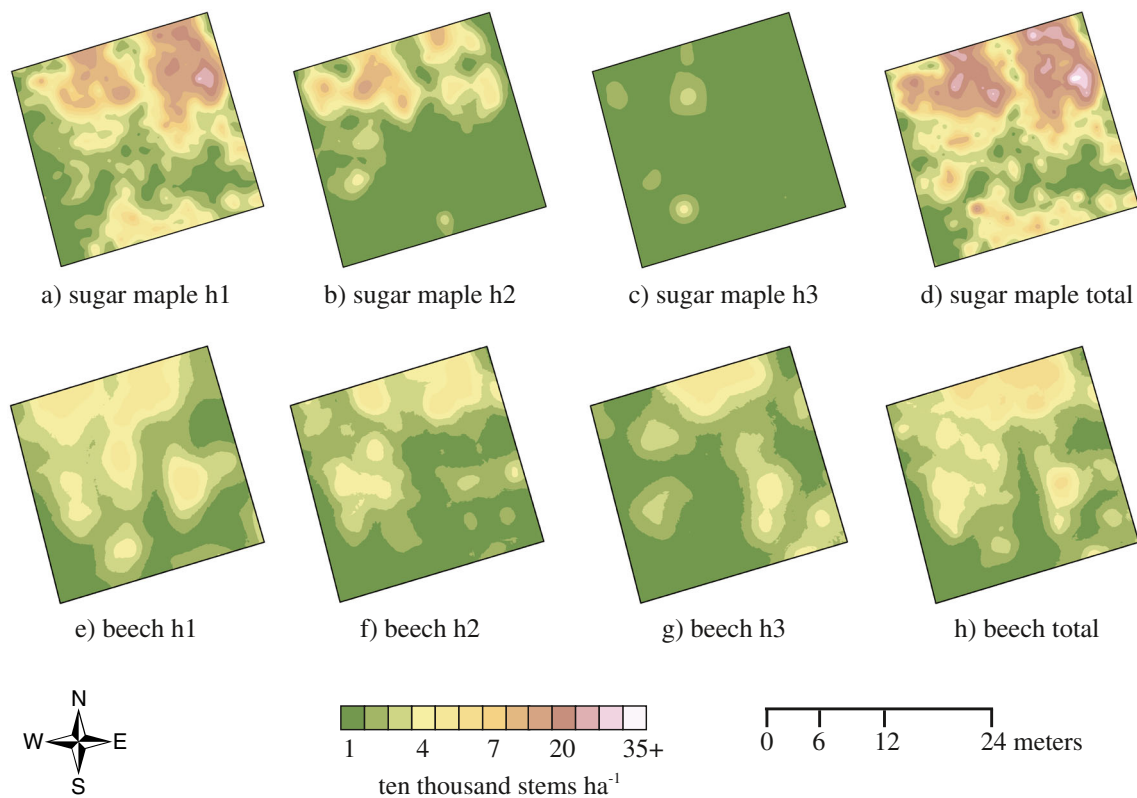 a) sugar maple h1
b) sugar maple h2
c) sugar maple h3
d) sugar maple total
e) beech h1
f) beech h2
g) beech h3
h) beech total
N
W E
S
1 4 7 20 35+
ten thousand stems ha⁻¹
0 6 12 24 meters